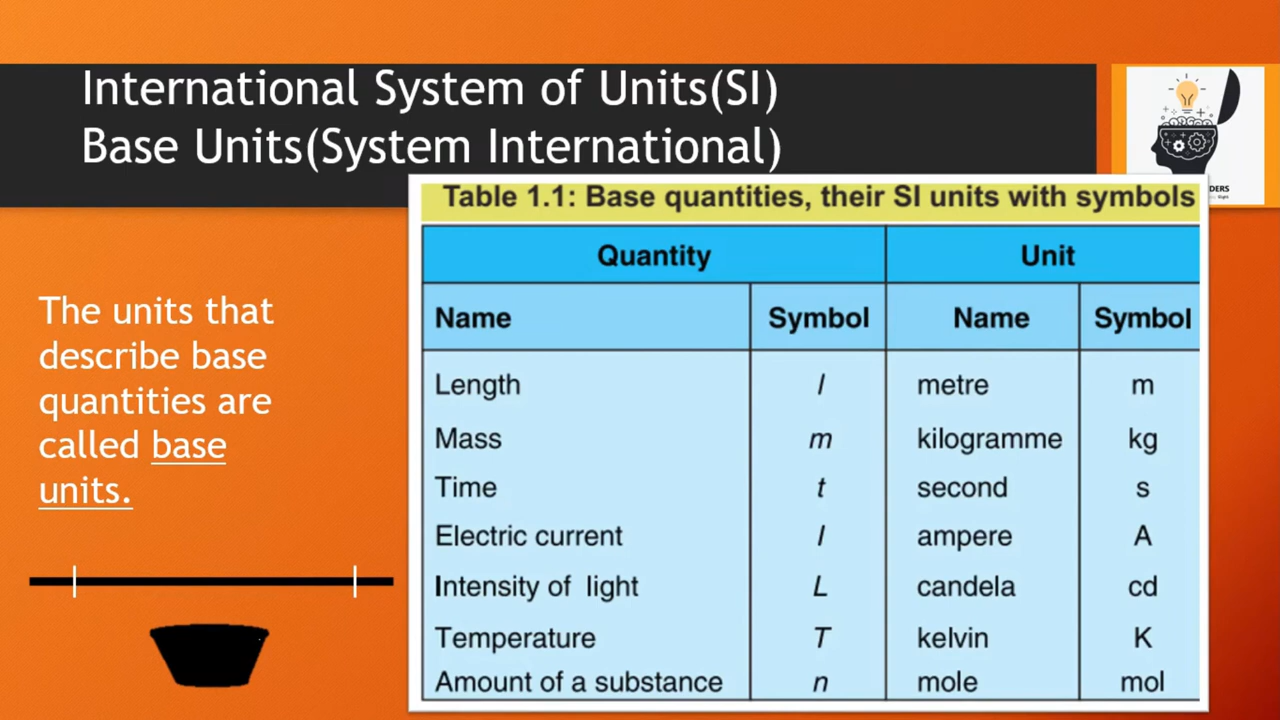 International System of Units(SI)
Base Units(System International)
DERS
Table 1.1: Base quantities, their SI units with symbols
Quantity Unit
Name Symbol Name Symbol
Length l metre m
Mass m kilogramme kg
Time t second s
Electric current I ampere A
Intensity of light L candela cd
Temperature T kelvin K
Amount of a substance n mole mol
The units that
describe base
quantities are
called base
units.